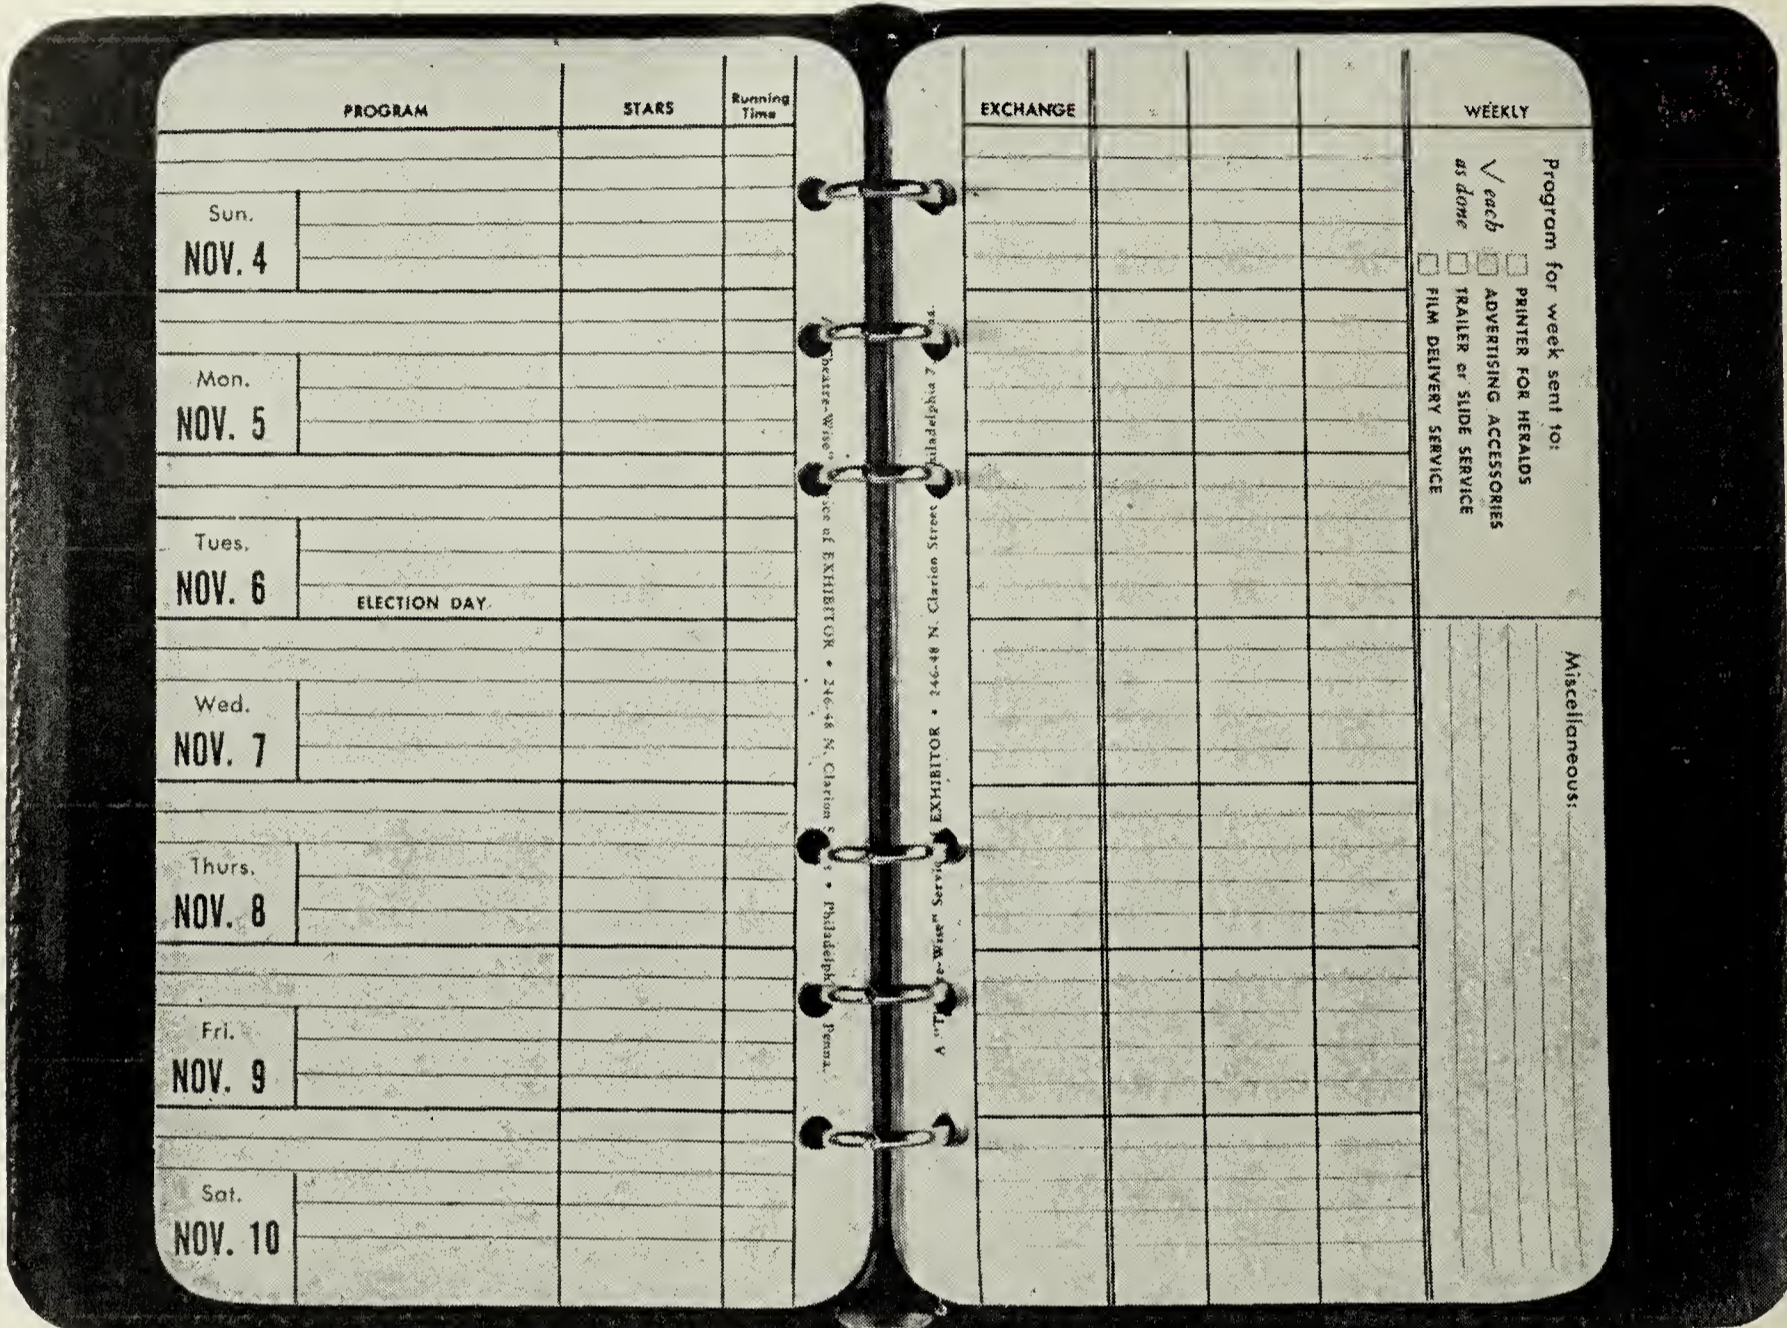 PROGRAM STARS Running Time
Sun.
NOV. 4
Mon.
NOV. 5
Tues.
NOV. 6
ELECTION DAY
Wed.
NOV. 7
Thurs.
NOV. 8
Fri.
NOV. 9
Sat.
NOV. 10
of EXHIBITOR • 246-48 N. Clarion • Penna.
A Servic EXHIBITOR • 246-48 N. Clarion Street
EXCHANGE WEEKLY
Program for week sent to:
√ each
as done
PRINTER FOR HERALDS
ADVERTISING ACCESSORIES
TRAILER or SLIDE SERVICE
FILM DELIVERY SERVICE
Miscellaneous: